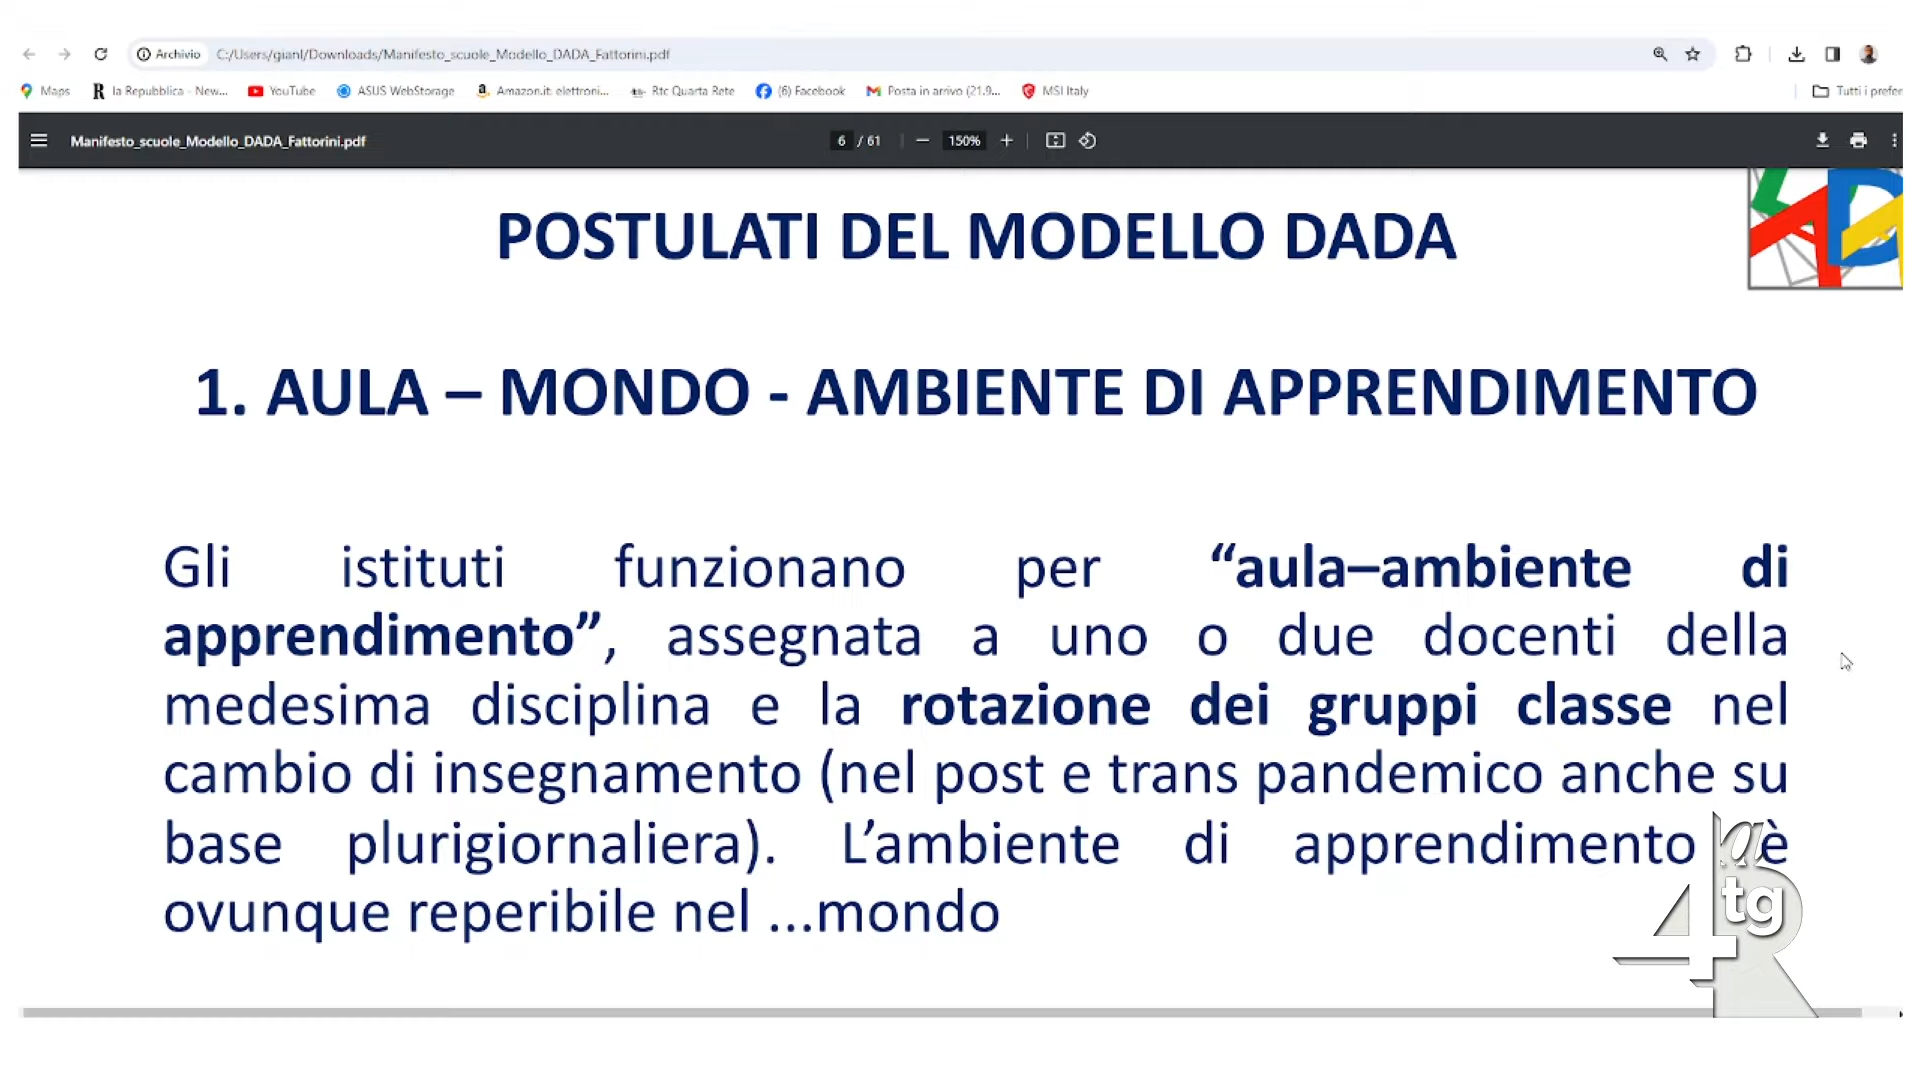 Archivio C:/Users/gianl/Downloads/Manifesto_scuole_Modello_DADA_Fattorini.pdf
Maps la Repubblica - New... YouTube ASUS WebStorage Amazon.it: elettroni... Rtc Quarta Rete (6) Facebook Posta in arrivo (21.9... MSI Italy Tutti i prefer
Manifesto_scuole_Modello_DADA_Fattorini.pdf 6 / 61 150%
POSTULATI DEL MODELLO DADA
1. AULA – MONDO - AMBIENTE DI APPRENDIMENTO
Gli istituti funzionano per “aula–ambiente di
apprendimento”, assegnata a uno o due docenti della
medesima disciplina e la rotazione dei gruppi classe nel
cambio di insegnamento (nel post e trans pandemico anche su
base plurigiornaliera). L’ambiente di apprendimento è
ovunque reperibile nel ...mondo
la
tg
4R